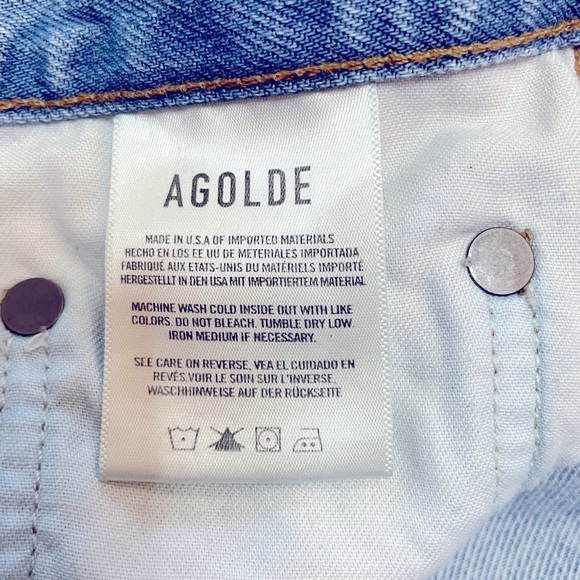 AGOLDE
MADE IN U.S.A OF IMPORTED MATERIALS
HECHO EN LOS EE UU DE METERIALES IMPORTADA
FABRIQUÉ AUX ETATS-UNIS DU MATÉRIELS IMPORTÉ
HERGESTELLT IN DEN USA MIT IMPORTIERTEM MATERIAL
MACHINE WASH COLD INSIDE OUT WITH LIKE
COLORS. DO NOT BLEACH. TUMBLE DRY LOW.
IRON MEDIUM IF NECESSARY.
SEE CARE ON REVERSE, VEA EL CUIDADO EN
REVÉS.VOIR LE SOIN SUR L'INVERSE,
WASCHHINWEISE AUF DER RÜCKSEITE